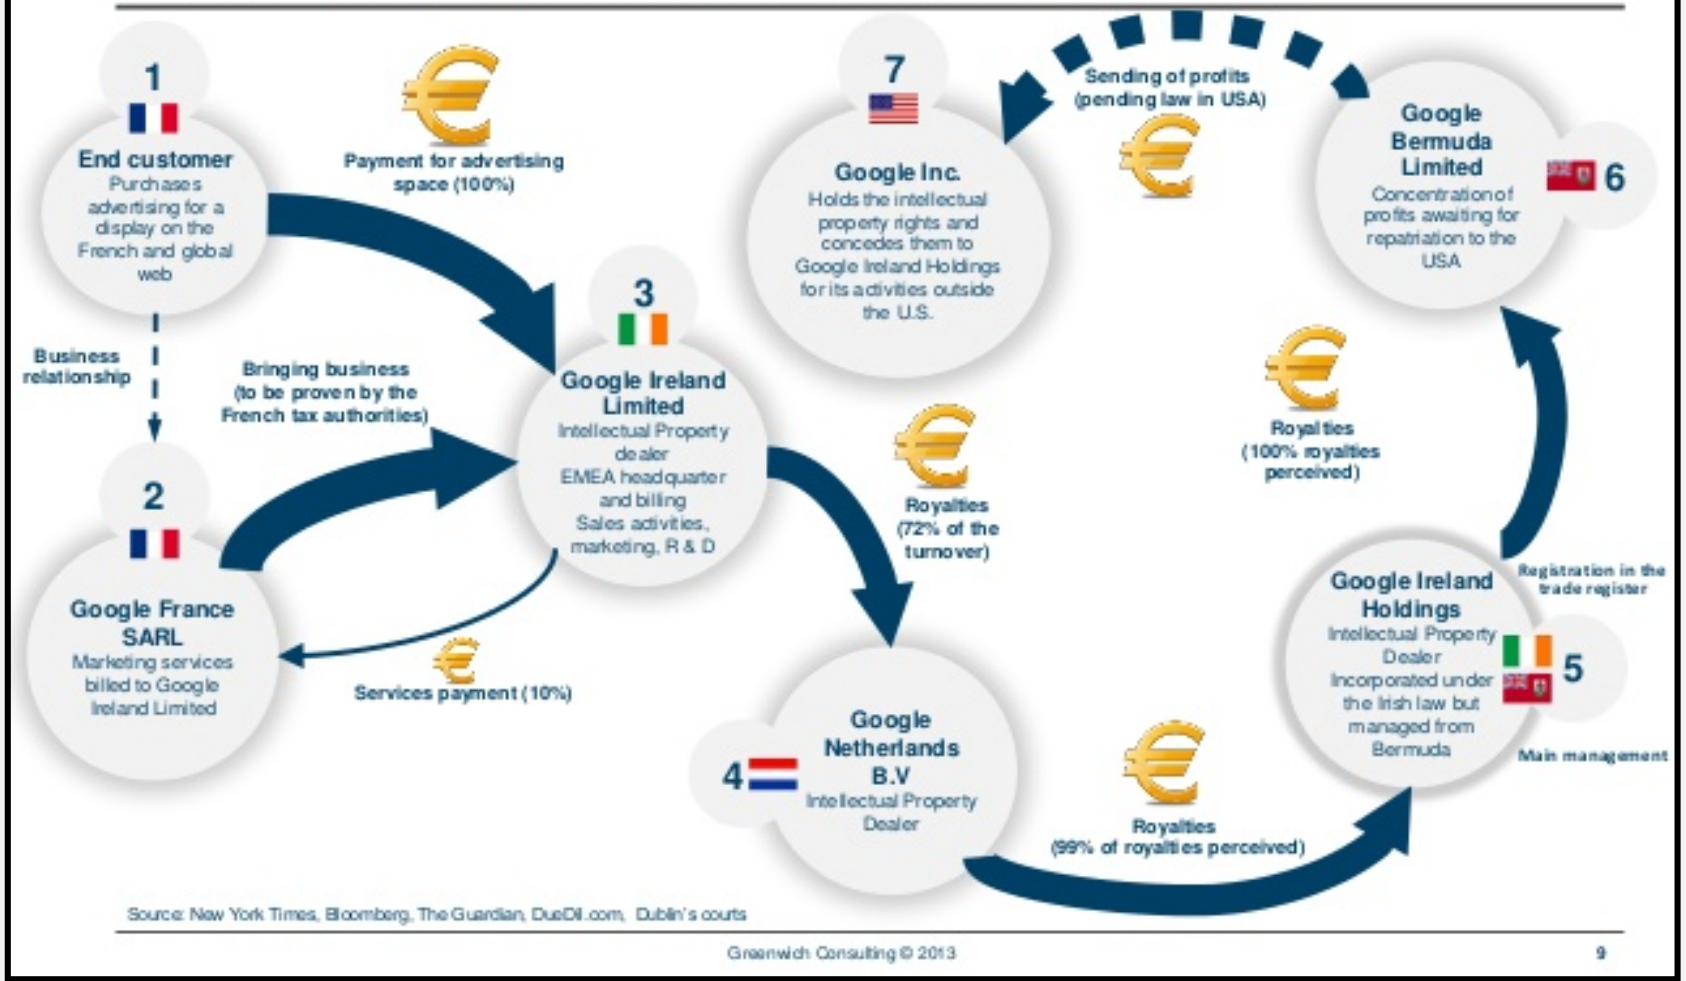 1
End customer
Purchases
advertising for a
display on the
French and global
web
Payment for advertising
space (100%)
Business
relationship
Bringing business
(to be proven by the
French tax authorities)
2
Google France
SARL
Marketing services
billed to Google
Ireland Limited
Services payment (10%)
3
Google Ireland
Limited
Intellectual Property
dealer
EMEA headquarter
and billing
Sales activities,
marketing, R & D
Royalties
(72% of the
turnover)
4
Google
Netherlands
B.V
Intellectual Property
Dealer
Royalties
(99% of royalties perceived)
5
Google Ireland
Holdings
Intellectual Property
Dealer
Incorporated under
the Irish law but
managed from
Bermuda
Registration in the
trade register
Main management
Royalties
(100% royalties
perceived)
6
Google
Bermuda
Limited
Concentration of
profits awaiting for
repatriation to the
USA
Sending of profits
(pending law in USA)
7
Google Inc.
Holds the intellectual
property rights and
concedes them to
Google Ireland Holdings
for its activities outside
the U.S.
Source: New York Times, Bloomberg, The Guardian, DueDil.com, Dublin's courts
Greenwich Consulting © 2013
9